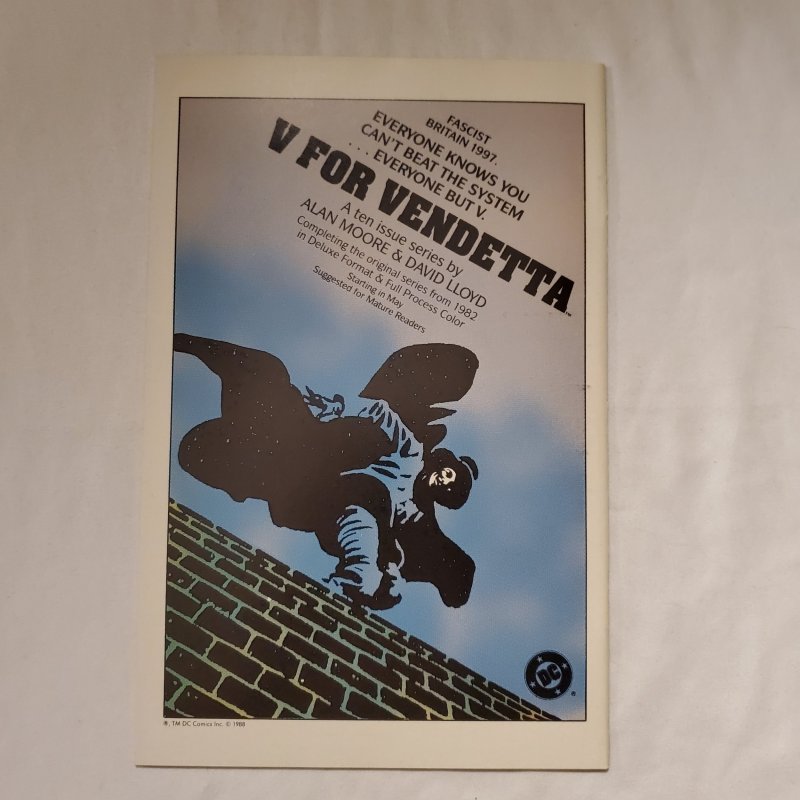 FASCIST
BRITAIN 1997.
EVERYONE KNOWS YOU
CAN'T BEAT THE SYSTEM
. . . EVERYONE BUT V.
V FOR VENDETTA™
A ten issue series by
ALAN MOORE & DAVID LLOYD
Completing the original series from 1982
in Deluxe Format & Full Process Color
Starting in May
Suggested for Mature Readers
DC ®
®, TM DC Comics Inc. © 1988